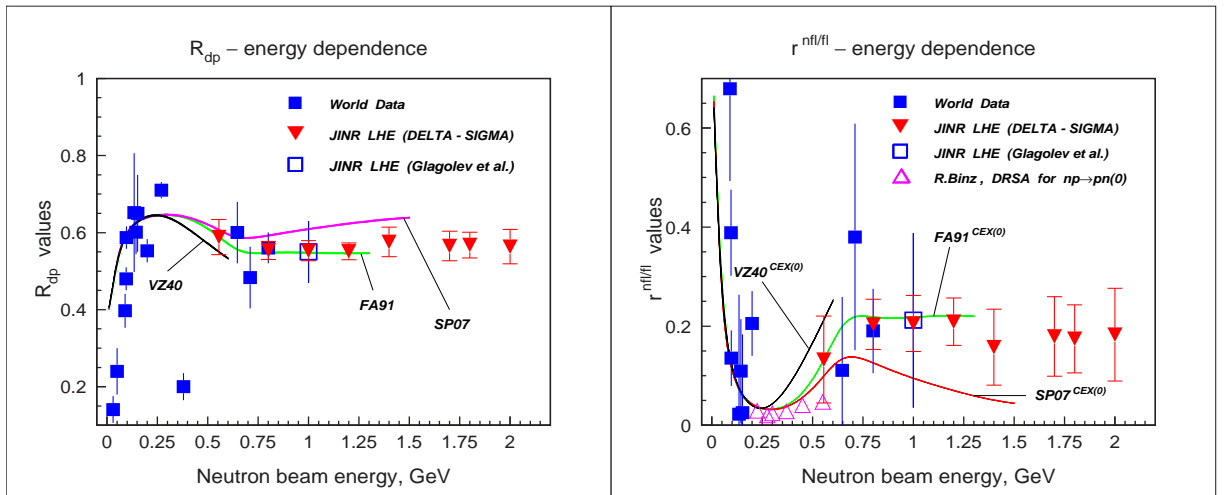 R_dp – energy dependence
R_dp values
1
0.8
0.6
0.4
0.2
World Data
JINR LHE (DELTA - SIGMA)
JINR LHE (Glagolev et al.)
VZ40
FA91
SP07
0 0.25 0.5 0.75 1 1.25 1.5 1.75 2
Neutron beam energy, GeV
r^nfl/fl – energy dependence
r^nfl/fl values
0.6
0.4
0.2
0
World Data
JINR LHE (DELTA - SIGMA)
JINR LHE (Glagolev et al.)
R.Binz , DRSA for np→pn(0)
FA91^CEX(0)
VZ40^CEX(0)
SP07^CEX(0)
0 0.25 0.5 0.75 1 1.25 1.5 1.75 2
Neutron beam energy, GeV